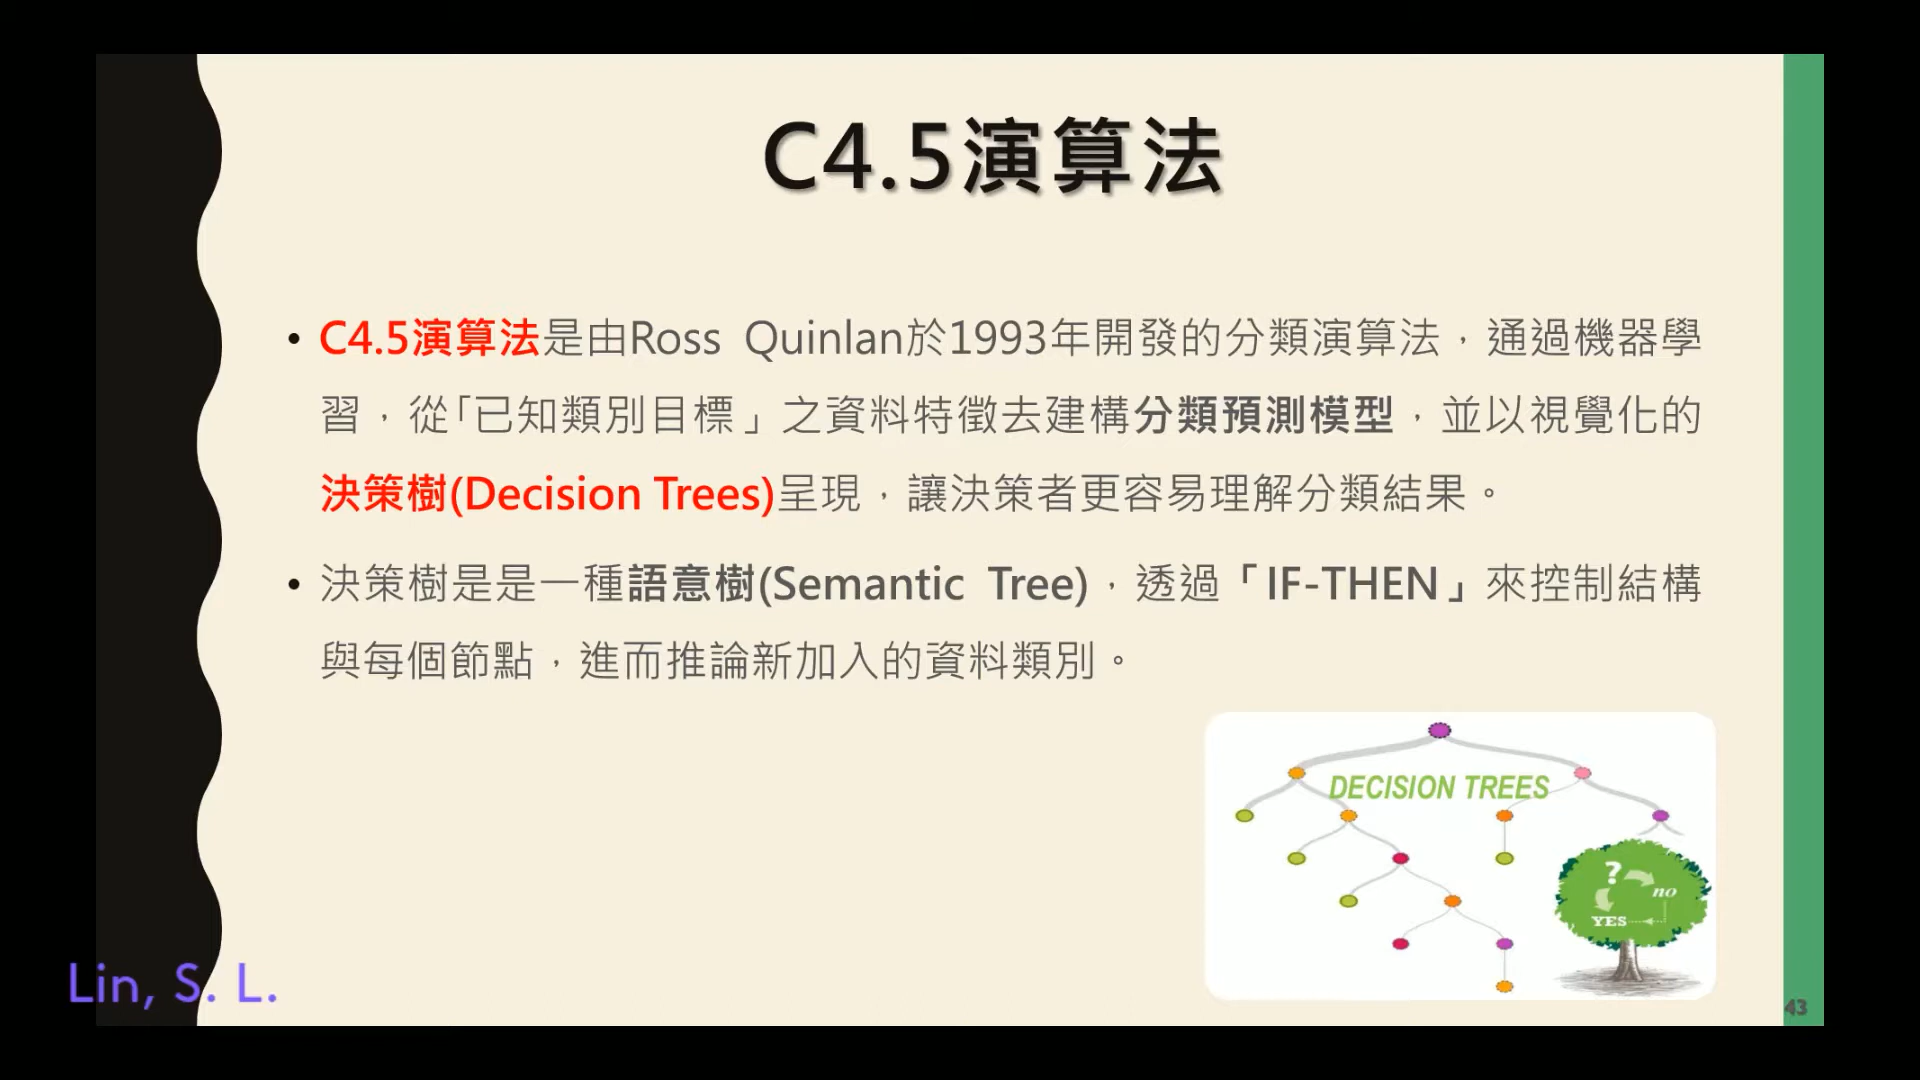 C4.5演算法
• C4.5演算法是由Ross Quinlan於1993年開發的分類演算法，通過機器學
習，從「已知類別目標」之資料特徵去建構分類預測模型，並以視覺化的
決策樹(Decision Trees)呈現，讓決策者更容易理解分類結果。
• 決策樹是是一種語意樹(Semantic Tree)，透過「IF-THEN」來控制結構
與每個節點，進而推論新加入的資料類別。
DECISION TREES
?
no
YES
Lin, S. L.
43